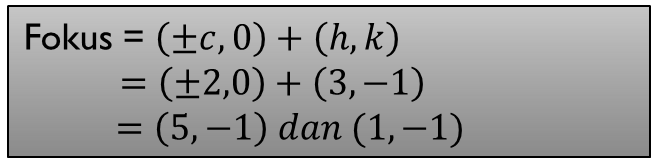 Fokus = (±c, 0) + (h, k)
= (±2,0) + (3, −1)
= (5, −1) dan (1, −1)